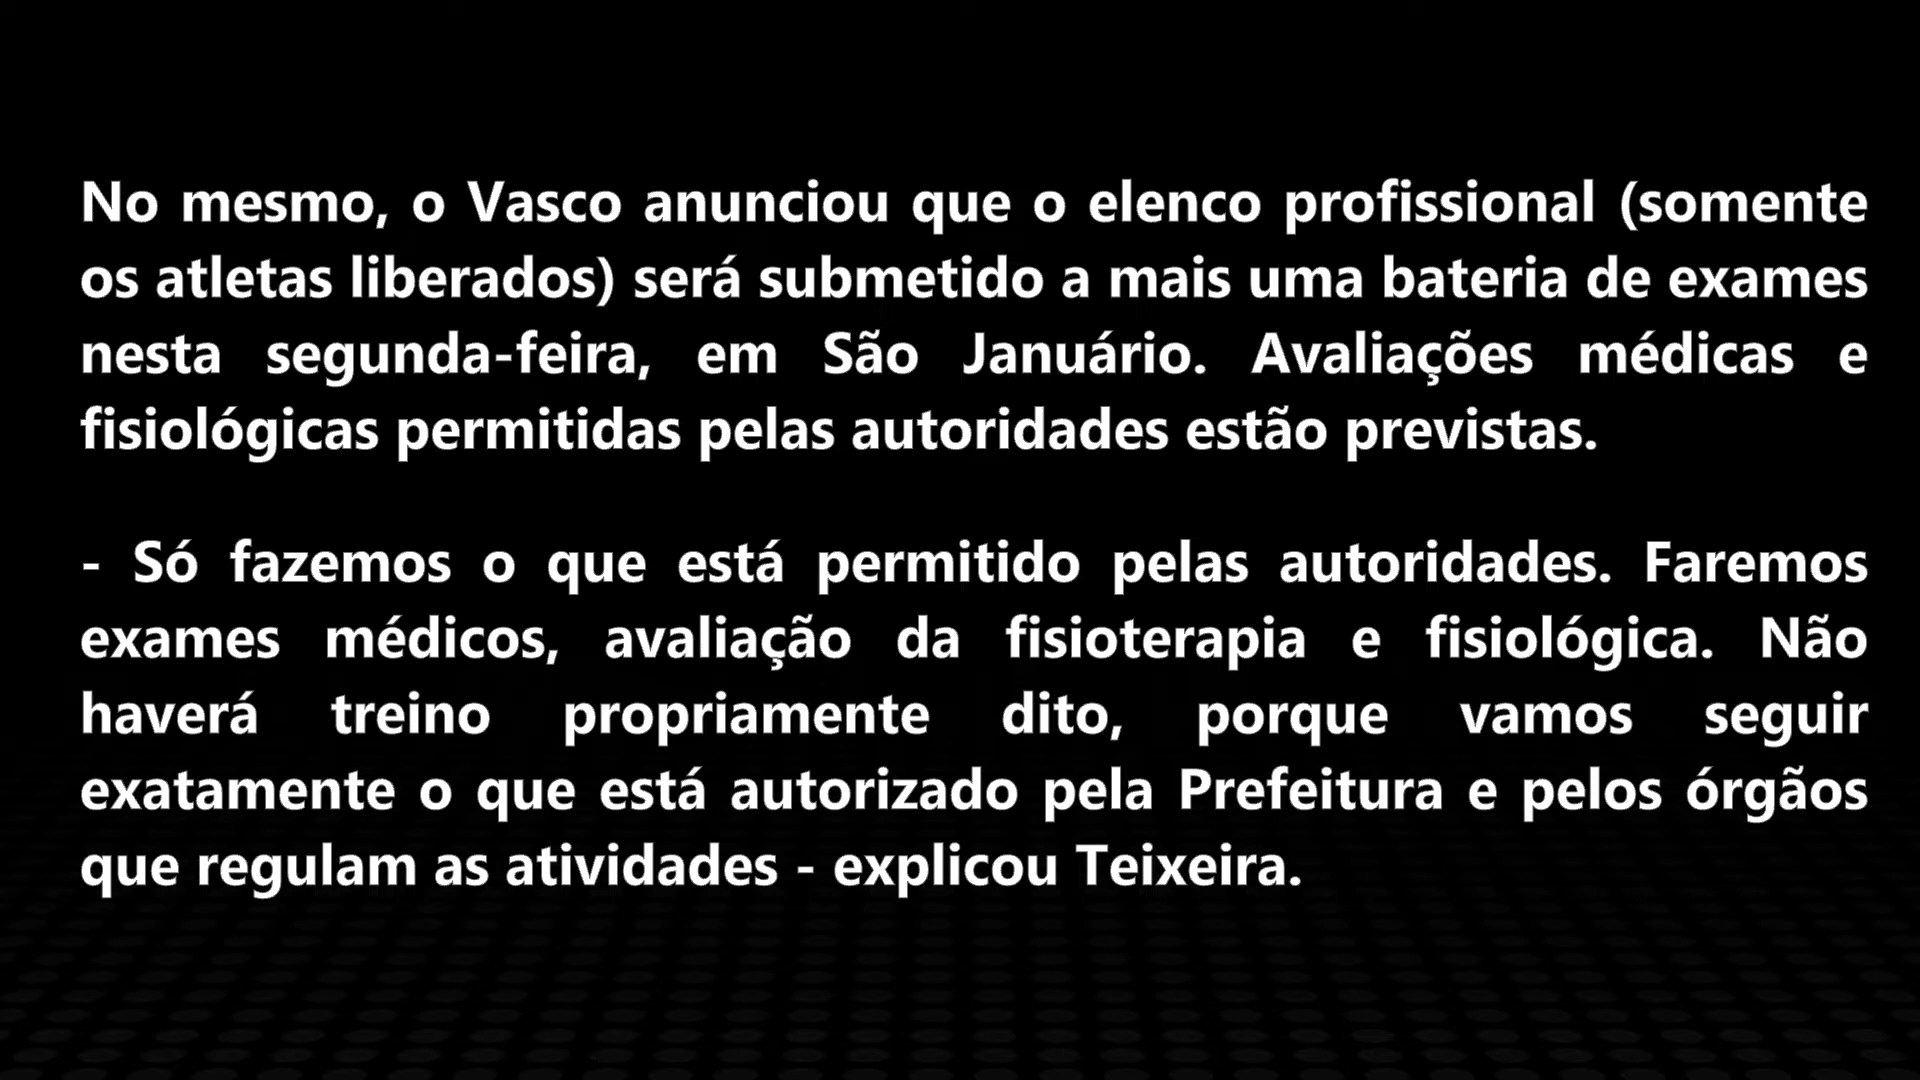 No mesmo, o Vasco anunciou que o elenco profissional (somente
os atletas liberados) será submetido a mais uma bateria de exames
nesta segunda-feira, em São Januário. Avaliações médicas e
fisiológicas permitidas pelas autoridades estão previstas.
- Só fazemos o que está permitido pelas autoridades. Faremos
exames médicos, avaliação da fisioterapia e fisiológica. Não
haverá treino propriamente dito, porque vamos seguir
exatamente o que está autorizado pela Prefeitura e pelos órgãos
que regulam as atividades - explicou Teixeira.